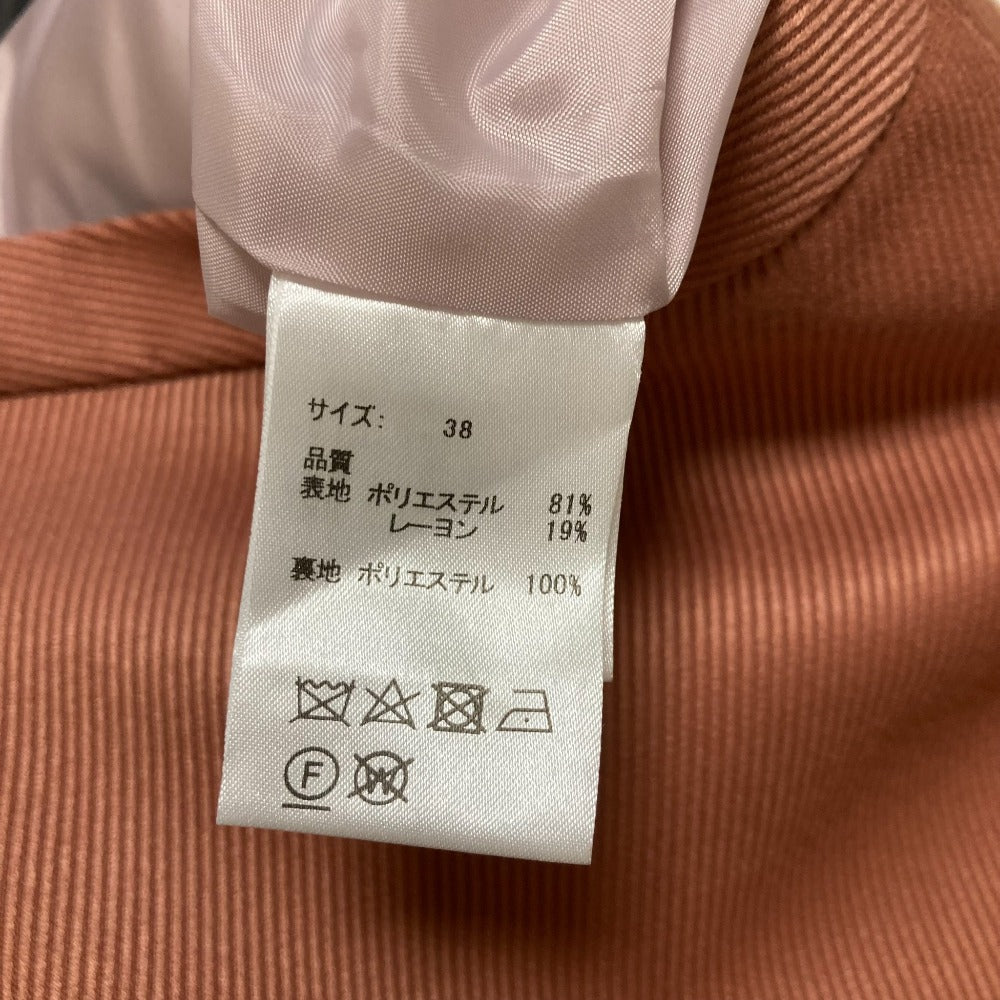 サイズ: 38
品質
表地 ポリエステル 81%
レーヨン 19%
裏地 ポリエステル 100%
F W